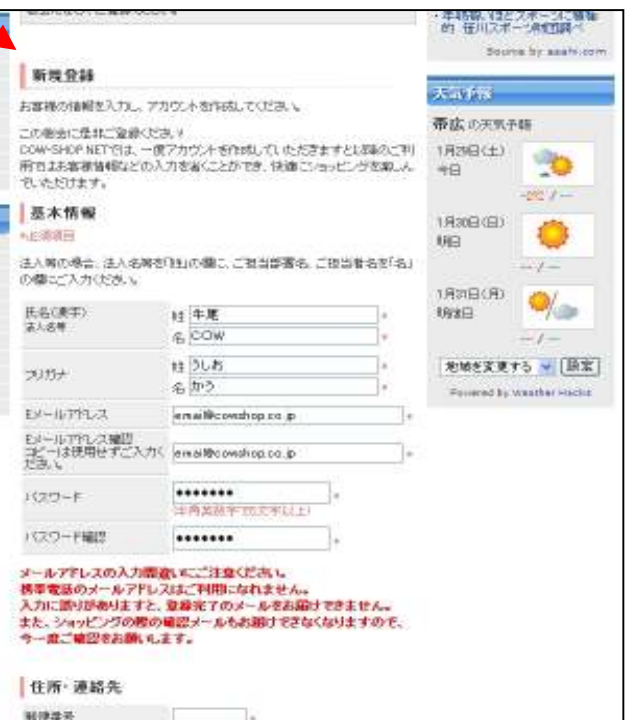 新規登録
お客様の情報を入力し、アカウントを作成してください。
この機会に是非ご登録ください!
COW-SHOP.NETでは、一度アカウントを作成していただきますと以降のご利
用ではお客様情報などの入力を省くことができ、快適にショッピングを楽しん
でいただけます。
基本情報
*必須項目
法人等の場合、法人名等を「姓」の欄に、ご担当部署名、ご担当者名を「名」
の欄にご入力ください。
氏名(漢字)
法人名等
姓 牛尾 *
名 COW *
フリガナ
姓 うしお *
名 かう *
Eメールアドレス
email@cowshop.co.jp *
Eメールアドレス確認
コピーは使用せずご入力く
ださい。
email@cowshop.co.jp *
パスワード
●●●●●●● *
パスワード確認
●●●●●●● *
メールアドレスの入力間違いにご注意ください。
携帯電話のメールアドレスはご利用になれません。
入力に誤りがありますと、登録完了のメールをお届けできません。
また、ショッピングの際の確認メールもお届けできなくなりますので、
今一度ご確認をお願いします。
住所・連絡先
郵便番号 *
Source by asahi.com
天気予報
帯広 の天気予報
1月29日(土)
今日
-2℃ / --
1月30日(日)
明日
-- / --
1月31日(月)
明後日
-- / --
地域を変更する 設定
Powered by Weather Hacks